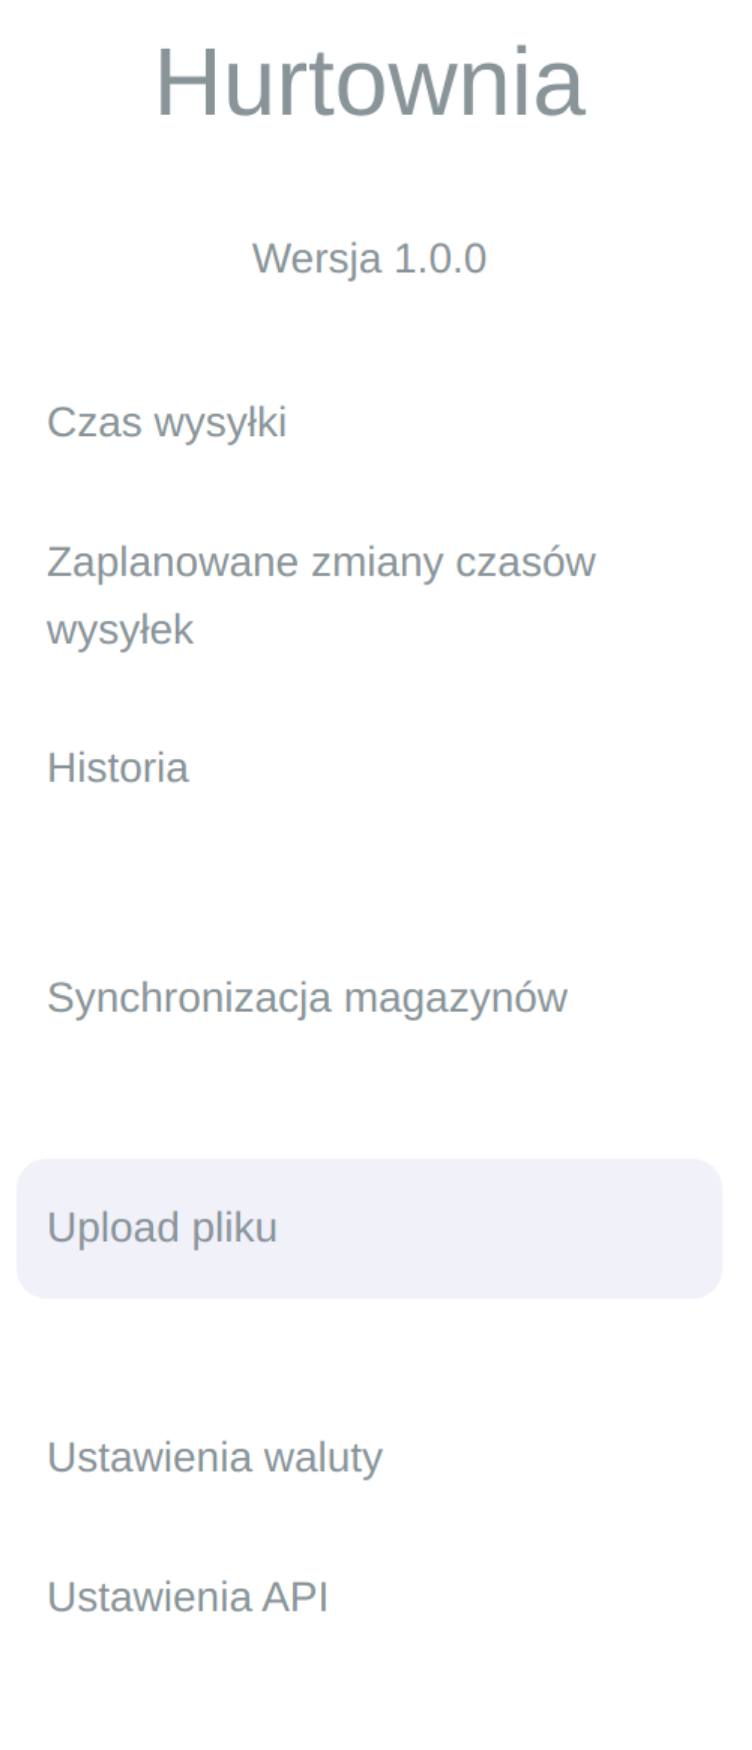 Hurtownia
Wersja 1.0.0
Czas wysyłki
Zaplanowane zmiany czasów
wysyłek
Historia
Synchronizacja magazynów
Upload pliku
Ustawienia waluty
Ustawienia API